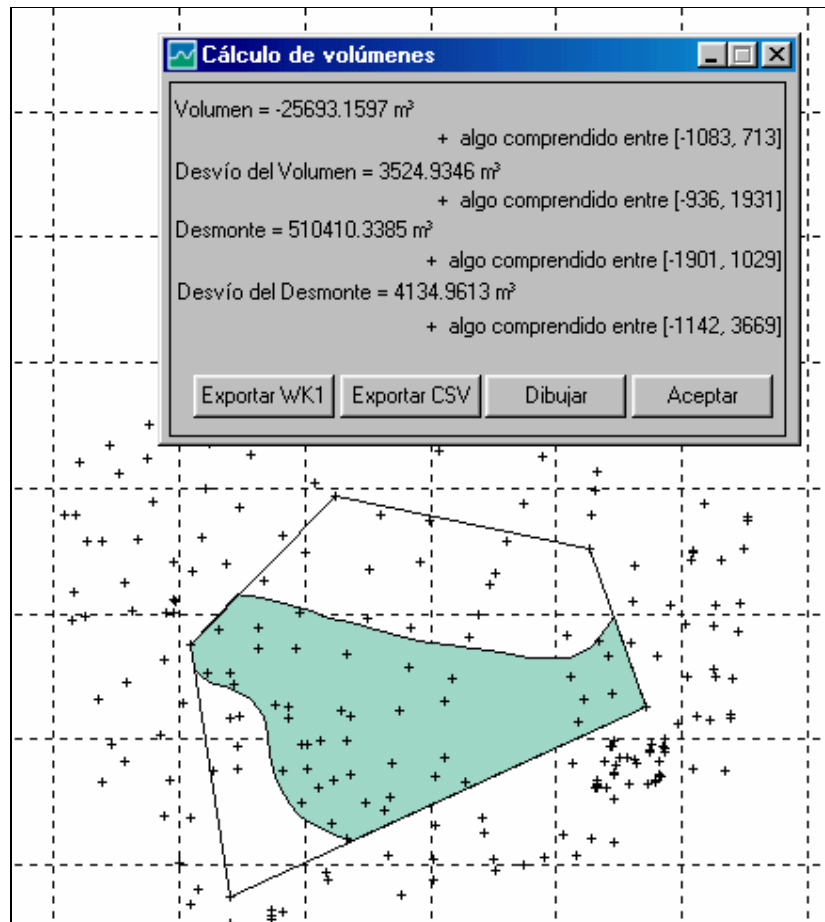 Cálculo de volúmenes
Volumen = -25693.1597 m³
+ algo comprendido entre [-1083, 713]
Desvío del Volumen = 3524.9346 m³
+ algo comprendido entre [-936, 1931]
Desmonte = 510410.3385 m³
+ algo comprendido entre [-1901, 1029]
Desvío del Desmonte = 4134.9613 m³
+ algo comprendido entre [-1142, 3669]
Exportar WK1 Exportar CSV Dibujar Aceptar